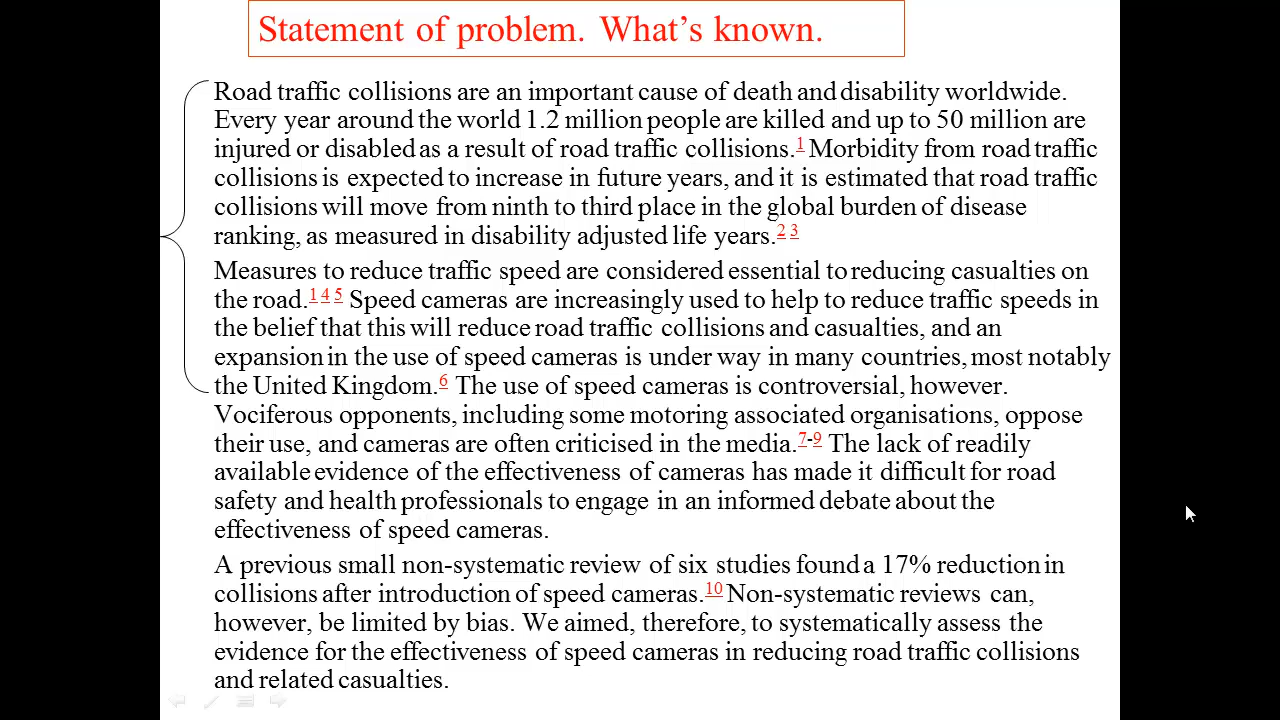 Statement of problem. What's known.
Road traffic collisions are an important cause of death and disability worldwide.
Every year around the world 1.2 million people are killed and up to 50 million are
injured or disabled as a result of road traffic collisions.1 Morbidity from road traffic
collisions is expected to increase in future years, and it is estimated that road traffic
collisions will move from ninth to third place in the global burden of disease
ranking, as measured in disability adjusted life years.2 3
Measures to reduce traffic speed are considered essential to reducing casualties on
the road.1 4 5 Speed cameras are increasingly used to help to reduce traffic speeds in
the belief that this will reduce road traffic collisions and casualties, and an
expansion in the use of speed cameras is under way in many countries, most notably
the United Kingdom.6 The use of speed cameras is controversial, however.
Vociferous opponents, including some motoring associated organisations, oppose
their use, and cameras are often criticised in the media.7-9 The lack of readily
available evidence of the effectiveness of cameras has made it difficult for road
safety and health professionals to engage in an informed debate about the
effectiveness of speed cameras.
A previous small non-systematic review of six studies found a 17% reduction in
collisions after introduction of speed cameras.10 Non-systematic reviews can,
however, be limited by bias. We aimed, therefore, to systematically assess the
evidence for the effectiveness of speed cameras in reducing road traffic collisions
and related casualties.